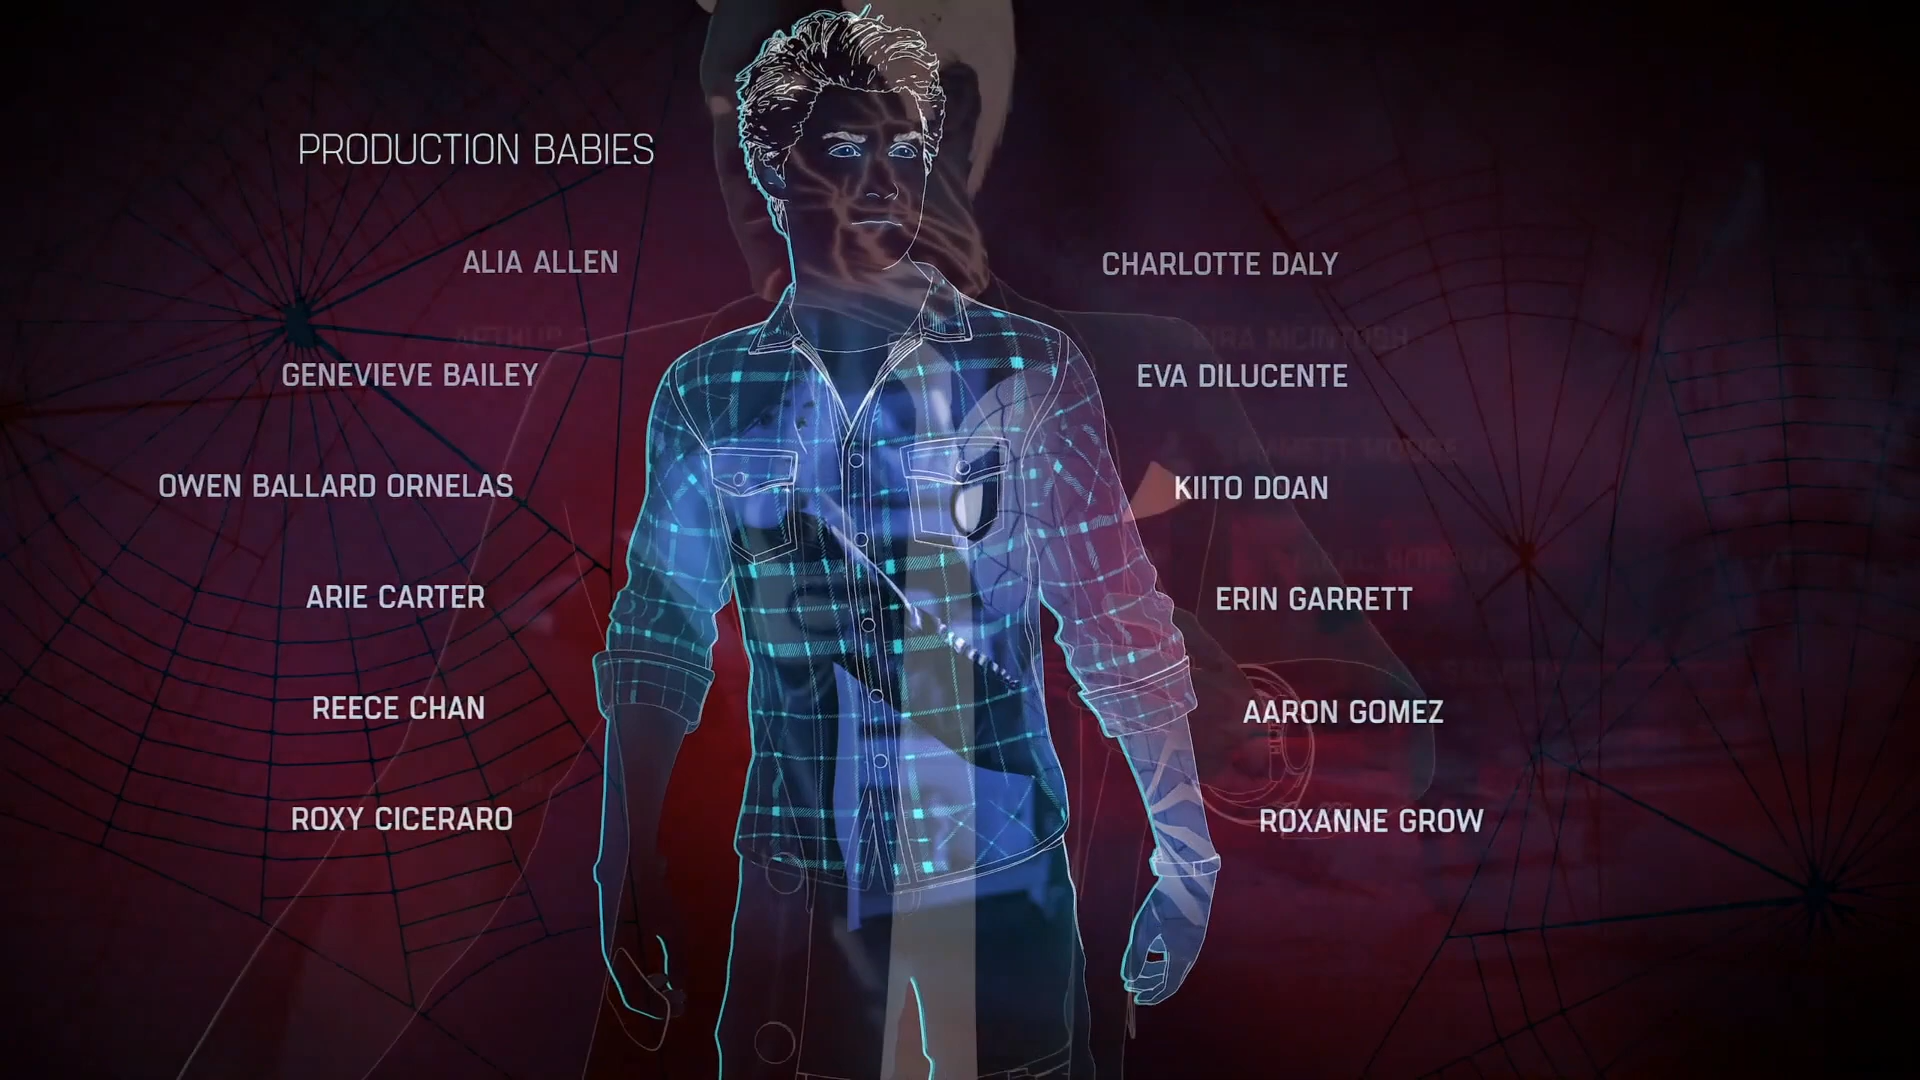 PRODUCTION BABIES
ALIA ALLEN
CHARLOTTE DALY
GENEVIEVE BAILEY
EVA DILUCENTE
OWEN BALLARD ORNELAS
KIITO DOAN
ARIE CARTER
ERIN GARRETT
REECE CHAN
AARON GOMEZ
ROXY CICERARO
ROXANNE GROW